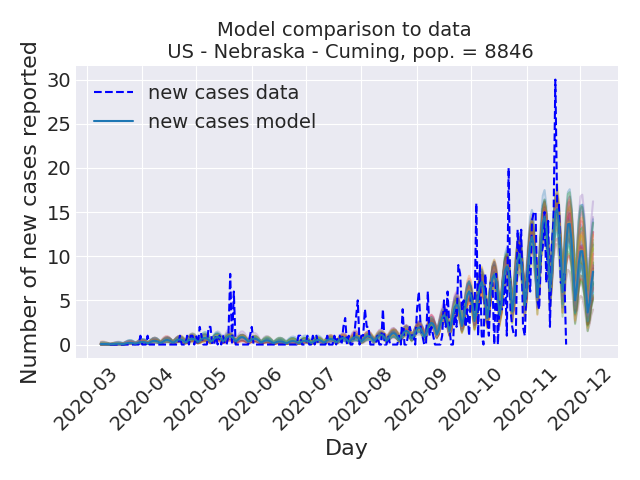 Model comparison to data
US - Nebraska - Cuming, pop. = 8846
Number of new cases reported
30
25
20
15
10
5
0
new cases data
new cases model
2020-03
2020-04
2020-05
2020-06
2020-07
2020-08
2020-09
2020-10
2020-11
2020-12
Day